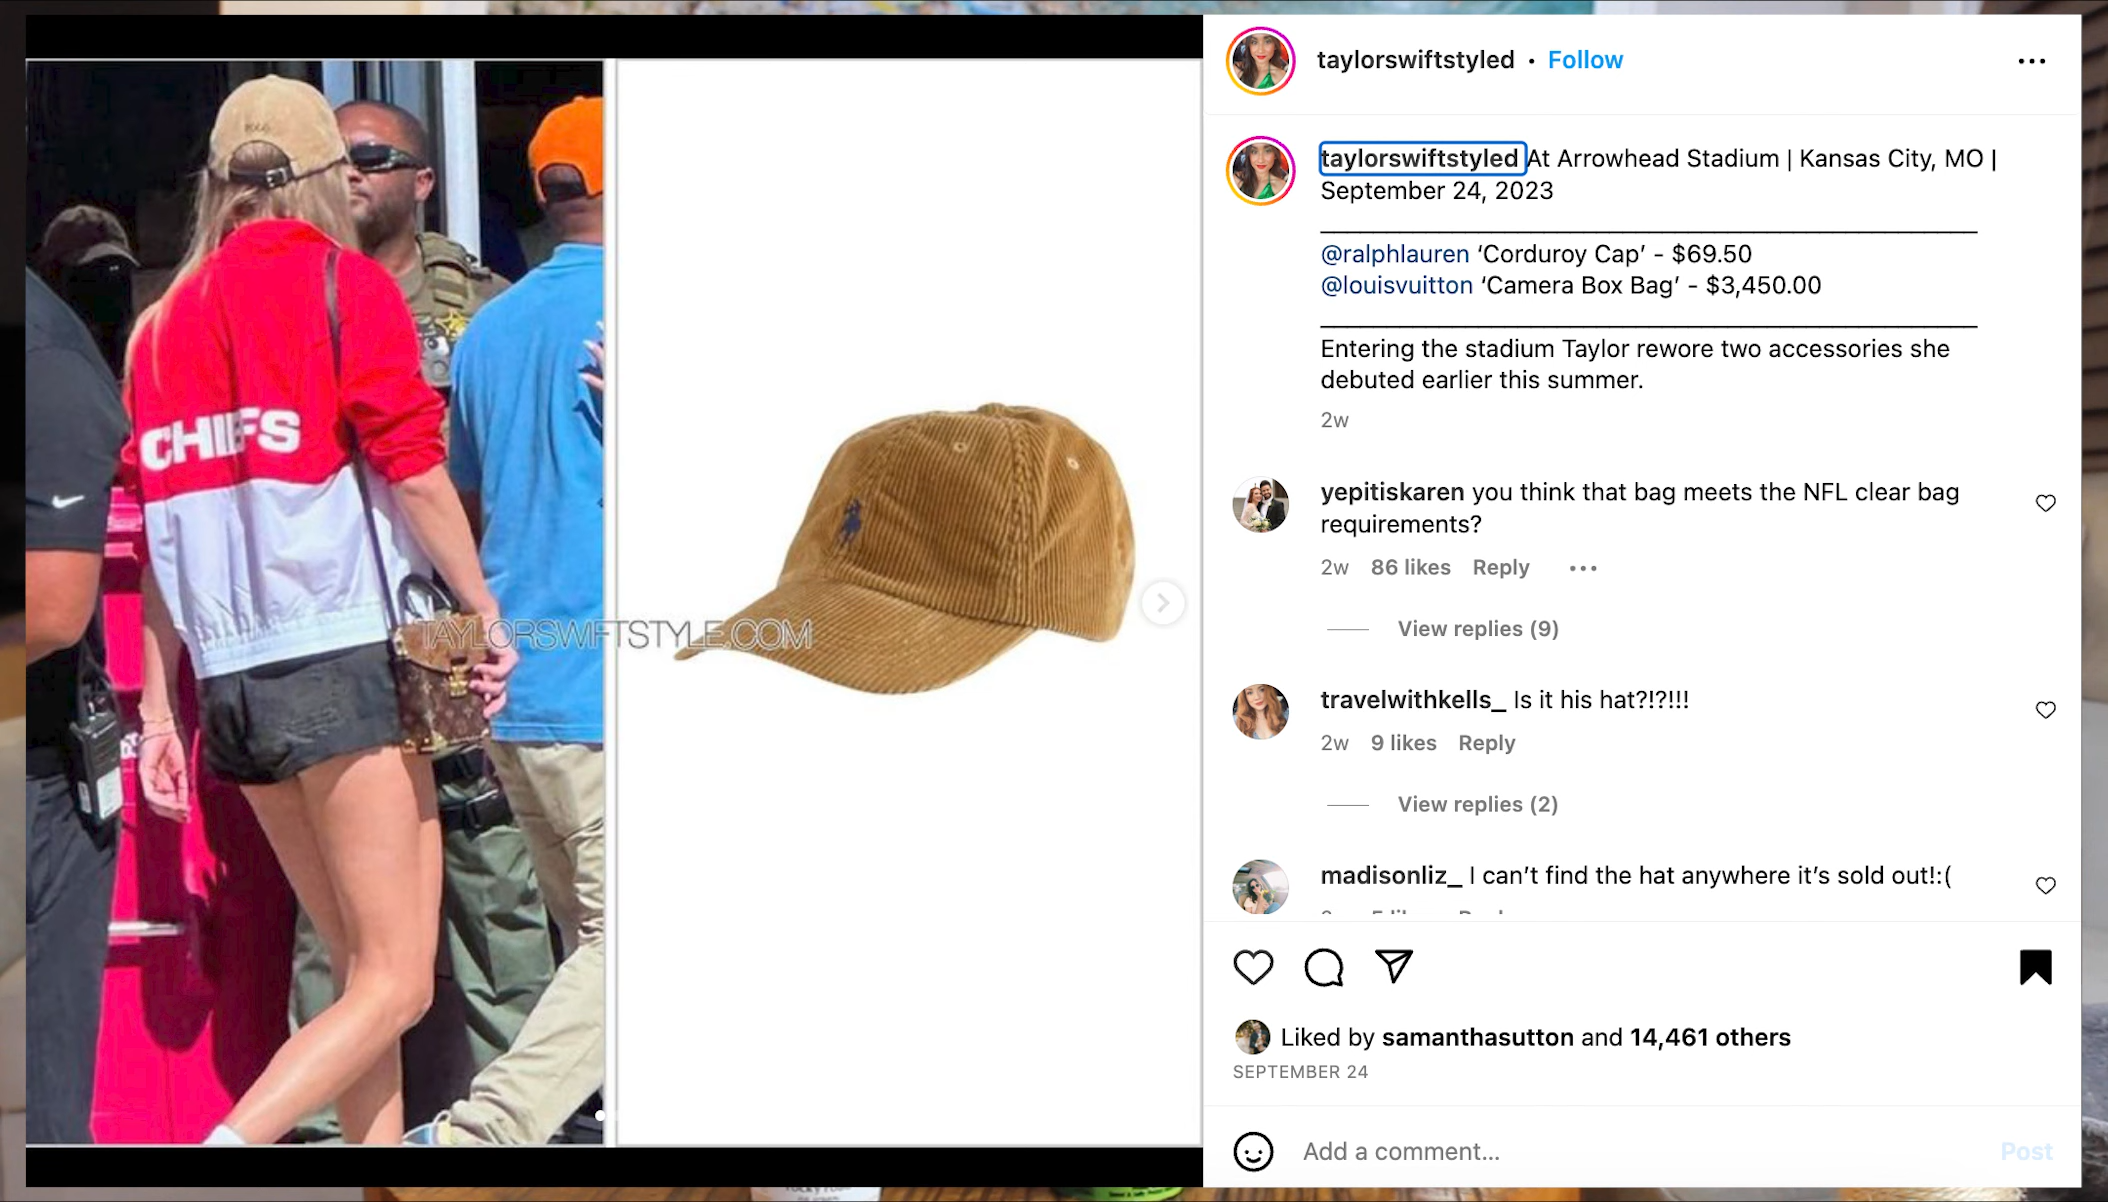 POLO
CHIEFS
TAYLORSWIFTSTYLE.COM
taylorswiftstyled • Follow
taylorswiftstyled At Arrowhead Stadium | Kansas City, MO |
September 24, 2023
@ralphlauren ‘Corduroy Cap’ - $69.50
@louisvuitton ‘Camera Box Bag’ - $3,450.00
Entering the stadium Taylor rewore two accessories she
debuted earlier this summer.
2w
yepitiskaren you think that bag meets the NFL clear bag
requirements?
2w 86 likes Reply
View replies (9)
travelwithkells_ Is it his hat?!?!!!
2w 9 likes Reply
View replies (2)
madisonliz_ I can’t find the hat anywhere it’s sold out!:(
Liked by samanthasutton and 14,461 others
SEPTEMBER 24
Add a comment...
Post